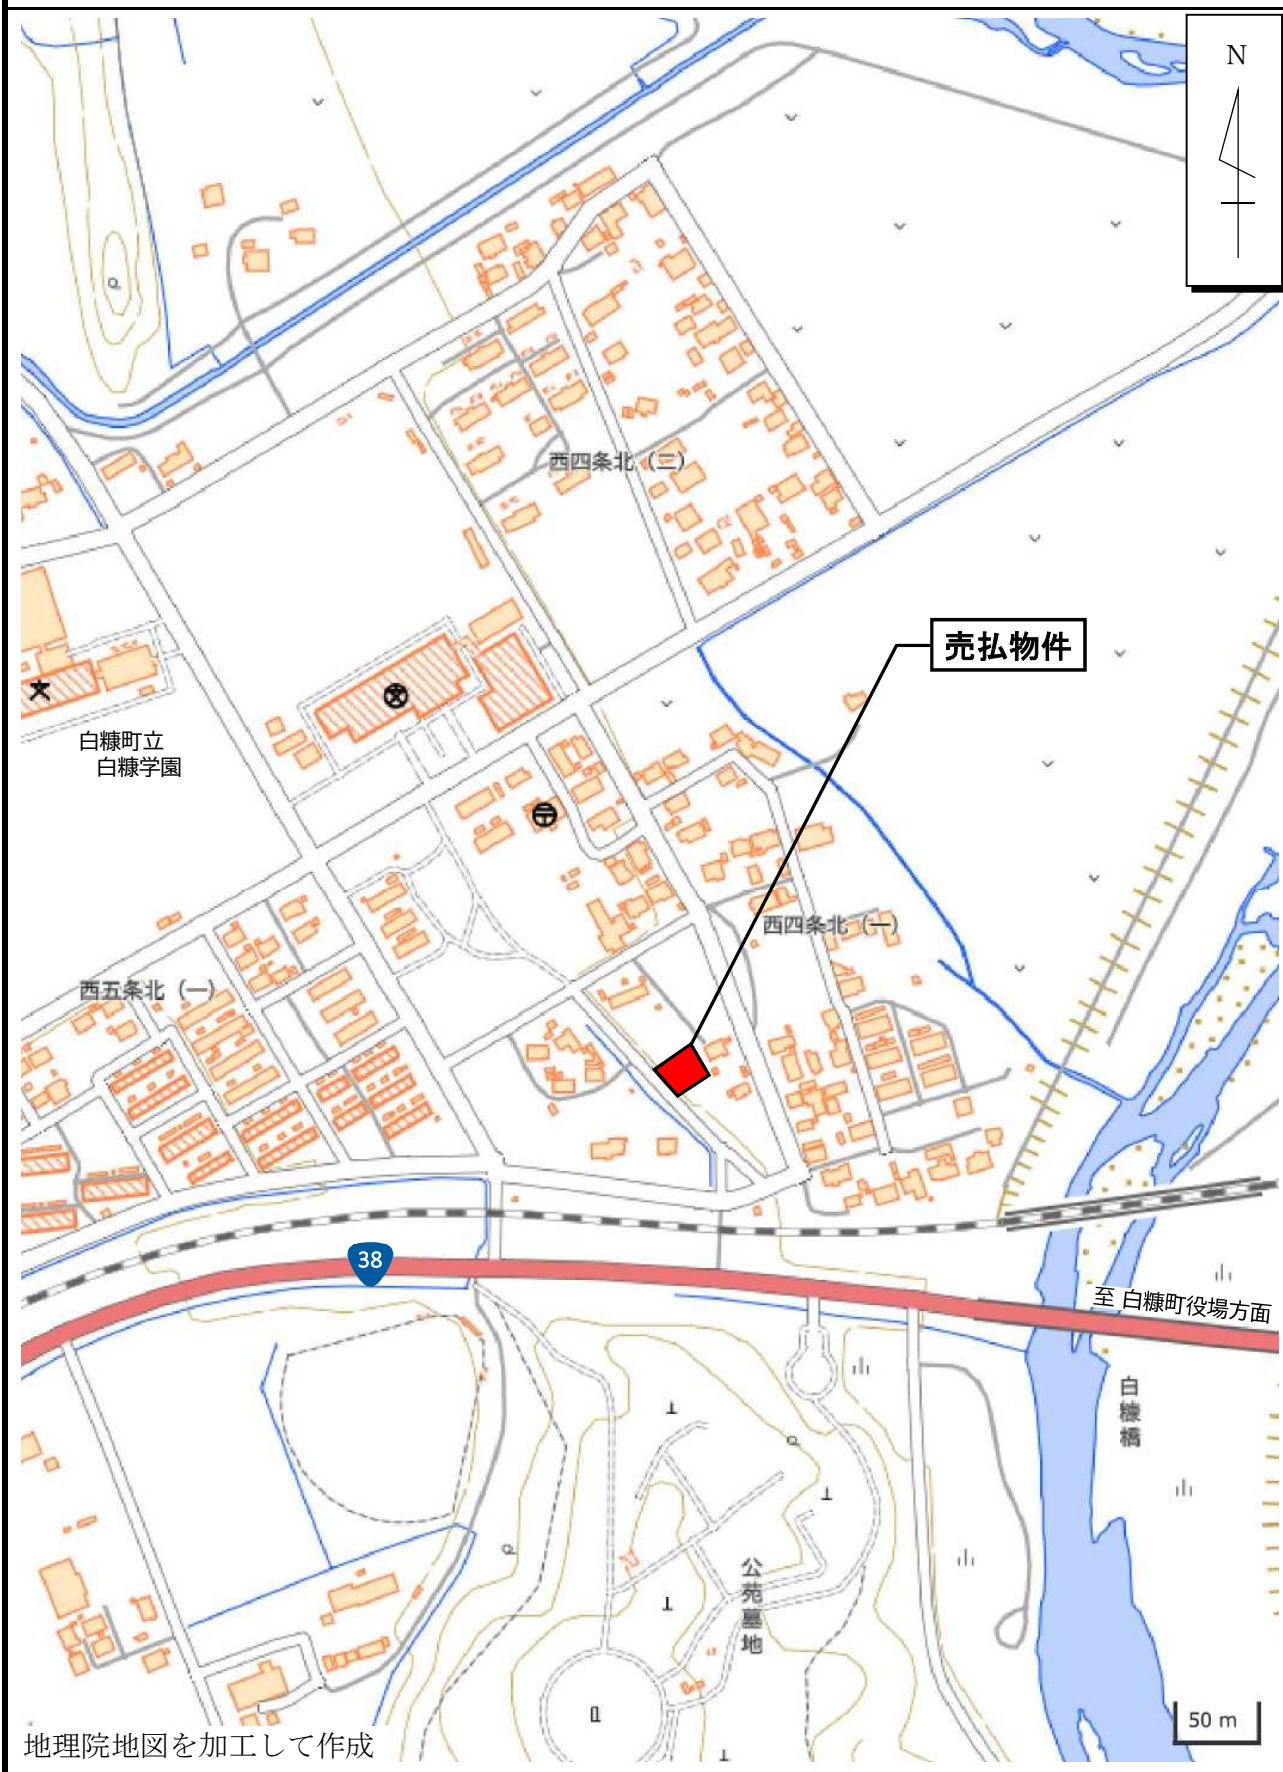 N
西四条北（二）
売払物件
白糠町立
白糠学園
西四条北（一）
西五条北（一）
38
至 白糠町役場方面
白糠橋
公苑墓地
50 m
地理院地図を加工して作成